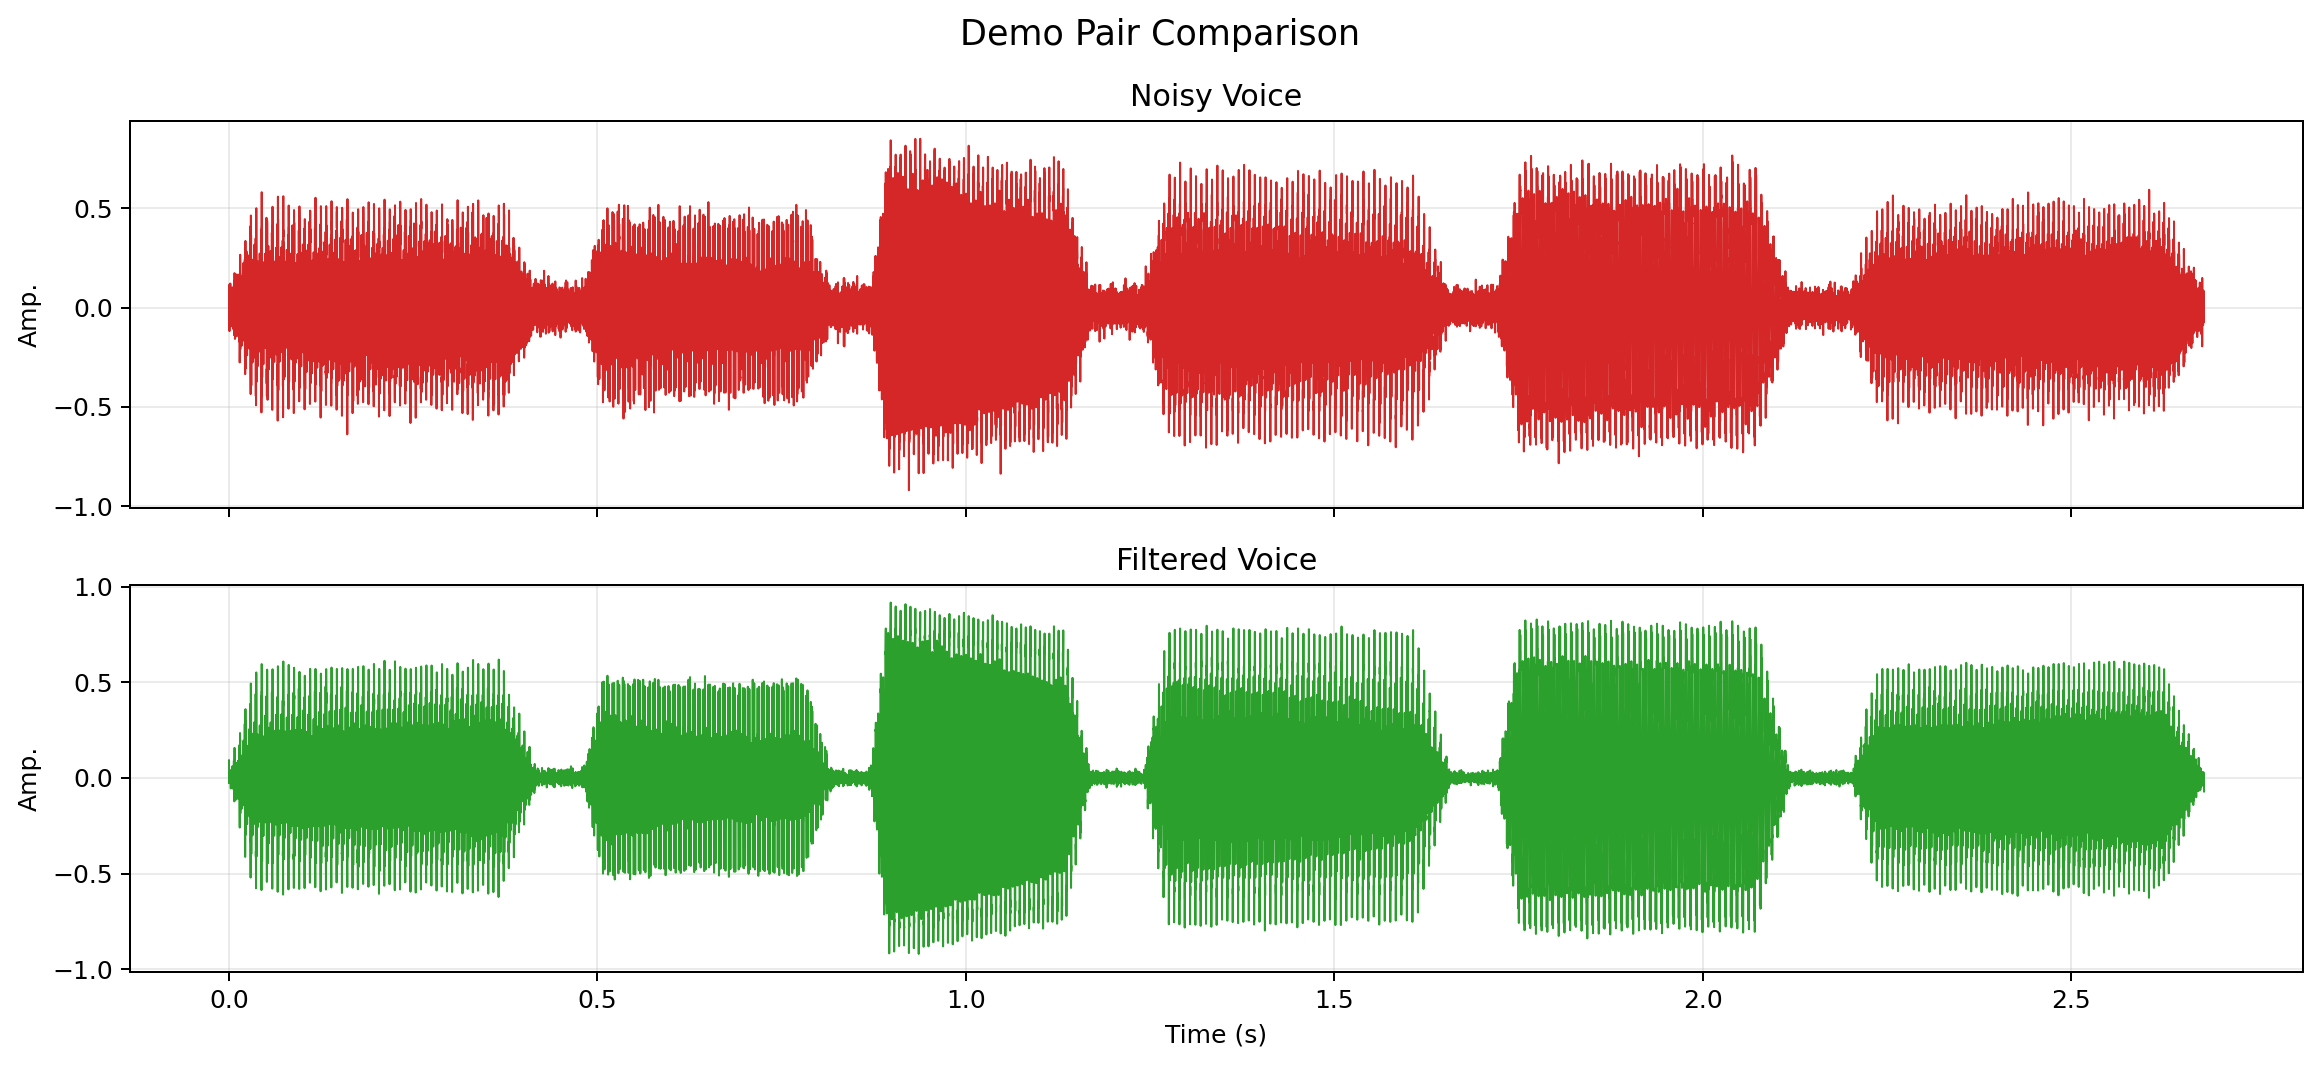 Demo Pair Comparison
Noisy Voice
Amp.
0.5
0.0
−0.5
−1.0
Filtered Voice
Amp.
1.0
0.5
0.0
−0.5
−1.0
0.0 0.5 1.0 1.5 2.0 2.5
Time (s)